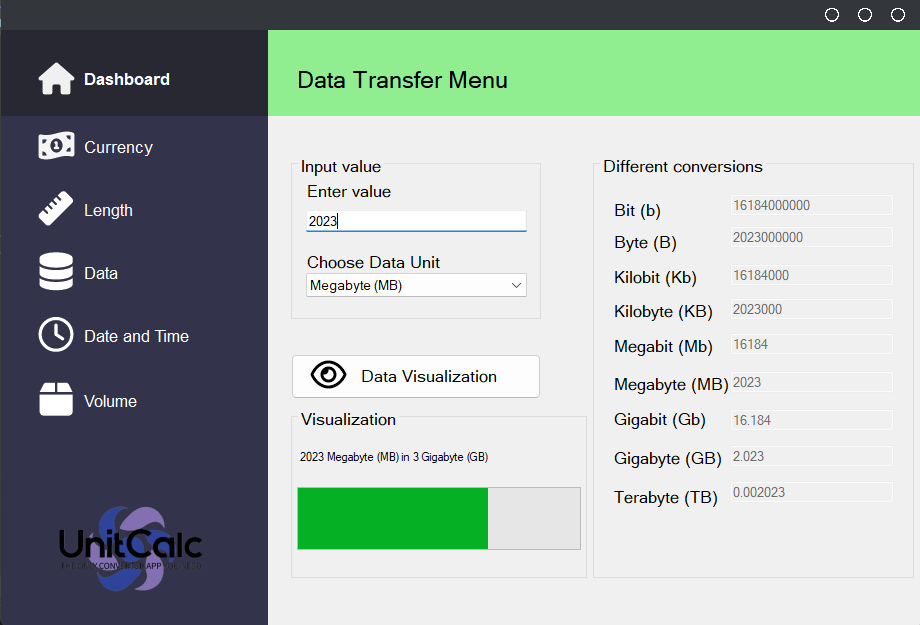 Dashboard
Currency
Length
Data
Date and Time
Volume
UnitCalc
Data Transfer Menu
Input value
Enter value
2023
Choose Data Unit
Megabyte (MB)
Data Visualization
Visualization
2023 Megabyte (MB) in 3 Gigabyte (GB)
Different conversions
Bit (b) 16184000000
Byte (B) 2023000000
Kilobit (Kb) 16184000
Kilobyte (KB) 2023000
Megabit (Mb) 16184
Megabyte (MB) 2023
Gigabit (Gb) 16.184
Gigabyte (GB) 2.023
Terabyte (TB) 0.002023